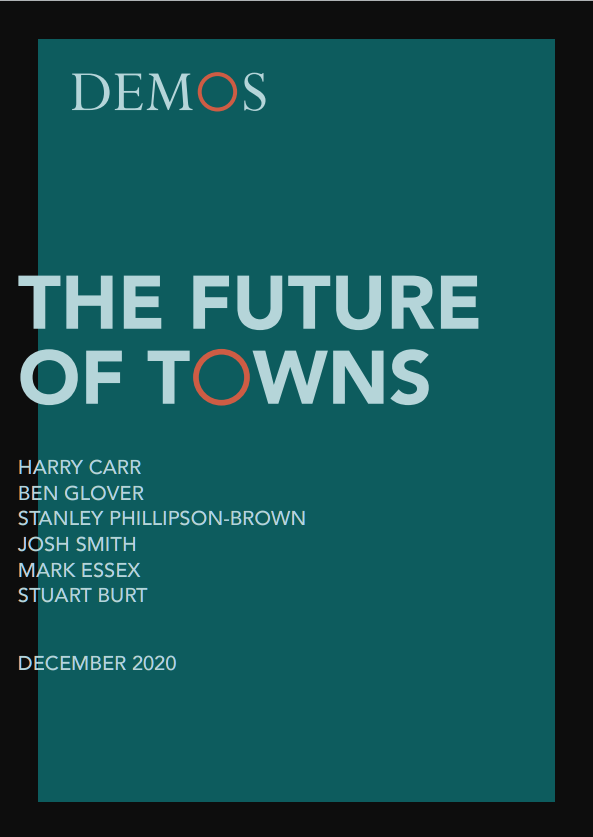 DEMOS
THE FUTURE
OF TOWNS
HARRY CARR
BEN GLOVER
STANLEY PHILLIPSON-BROWN
JOSH SMITH
MARK ESSEX
STUART BURT
DECEMBER 2020